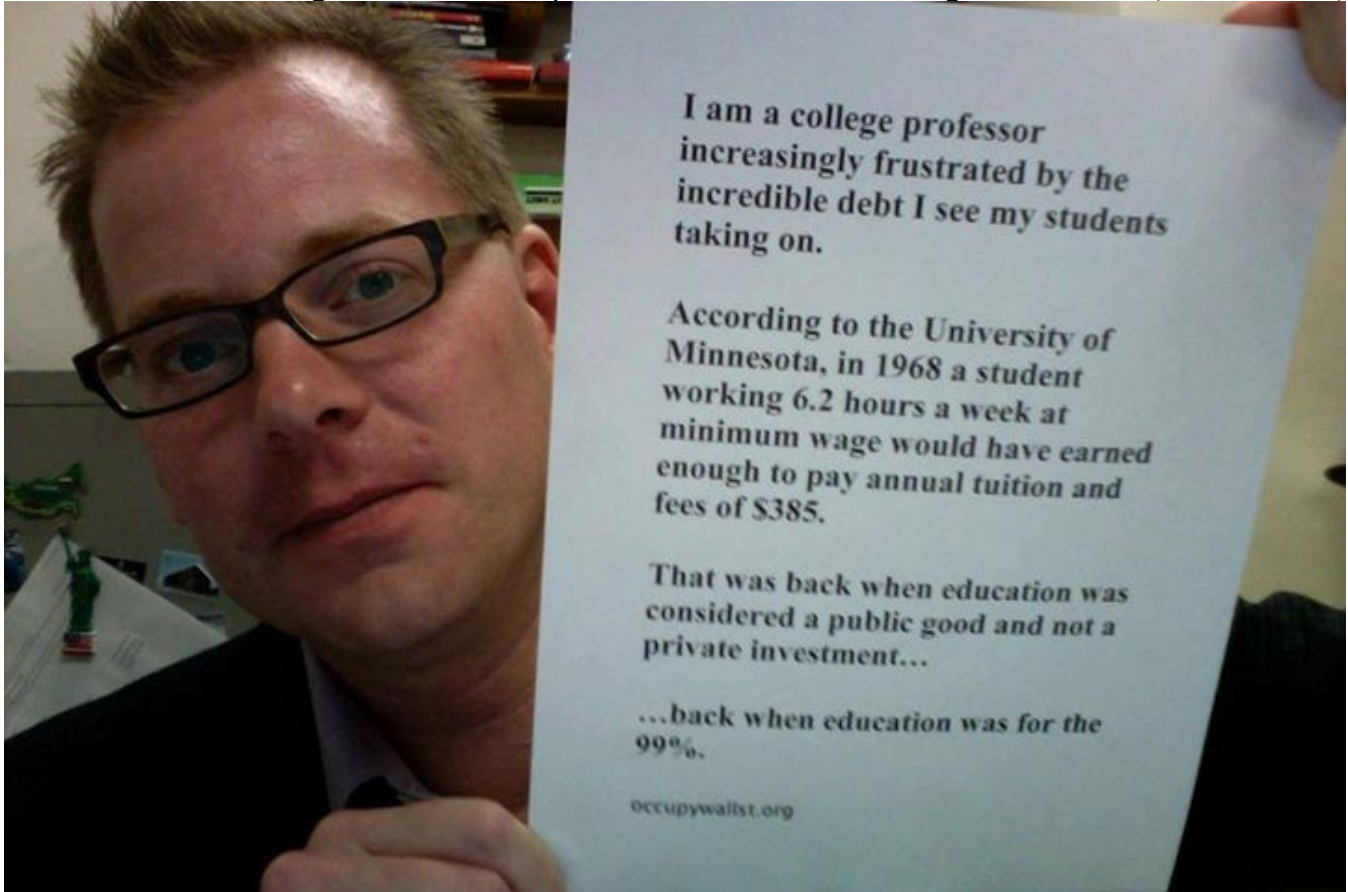 I am a college professor
increasingly frustrated by the
incredible debt I see my students
taking on.
According to the University of
Minnesota, in 1968 a student
working 6.2 hours a week at
minimum wage would have earned
enough to pay annual tuition and
fees of $385.
That was back when education was
considered a public good and not a
private investment...
...back when education was for the
99%.
occupywallst.org